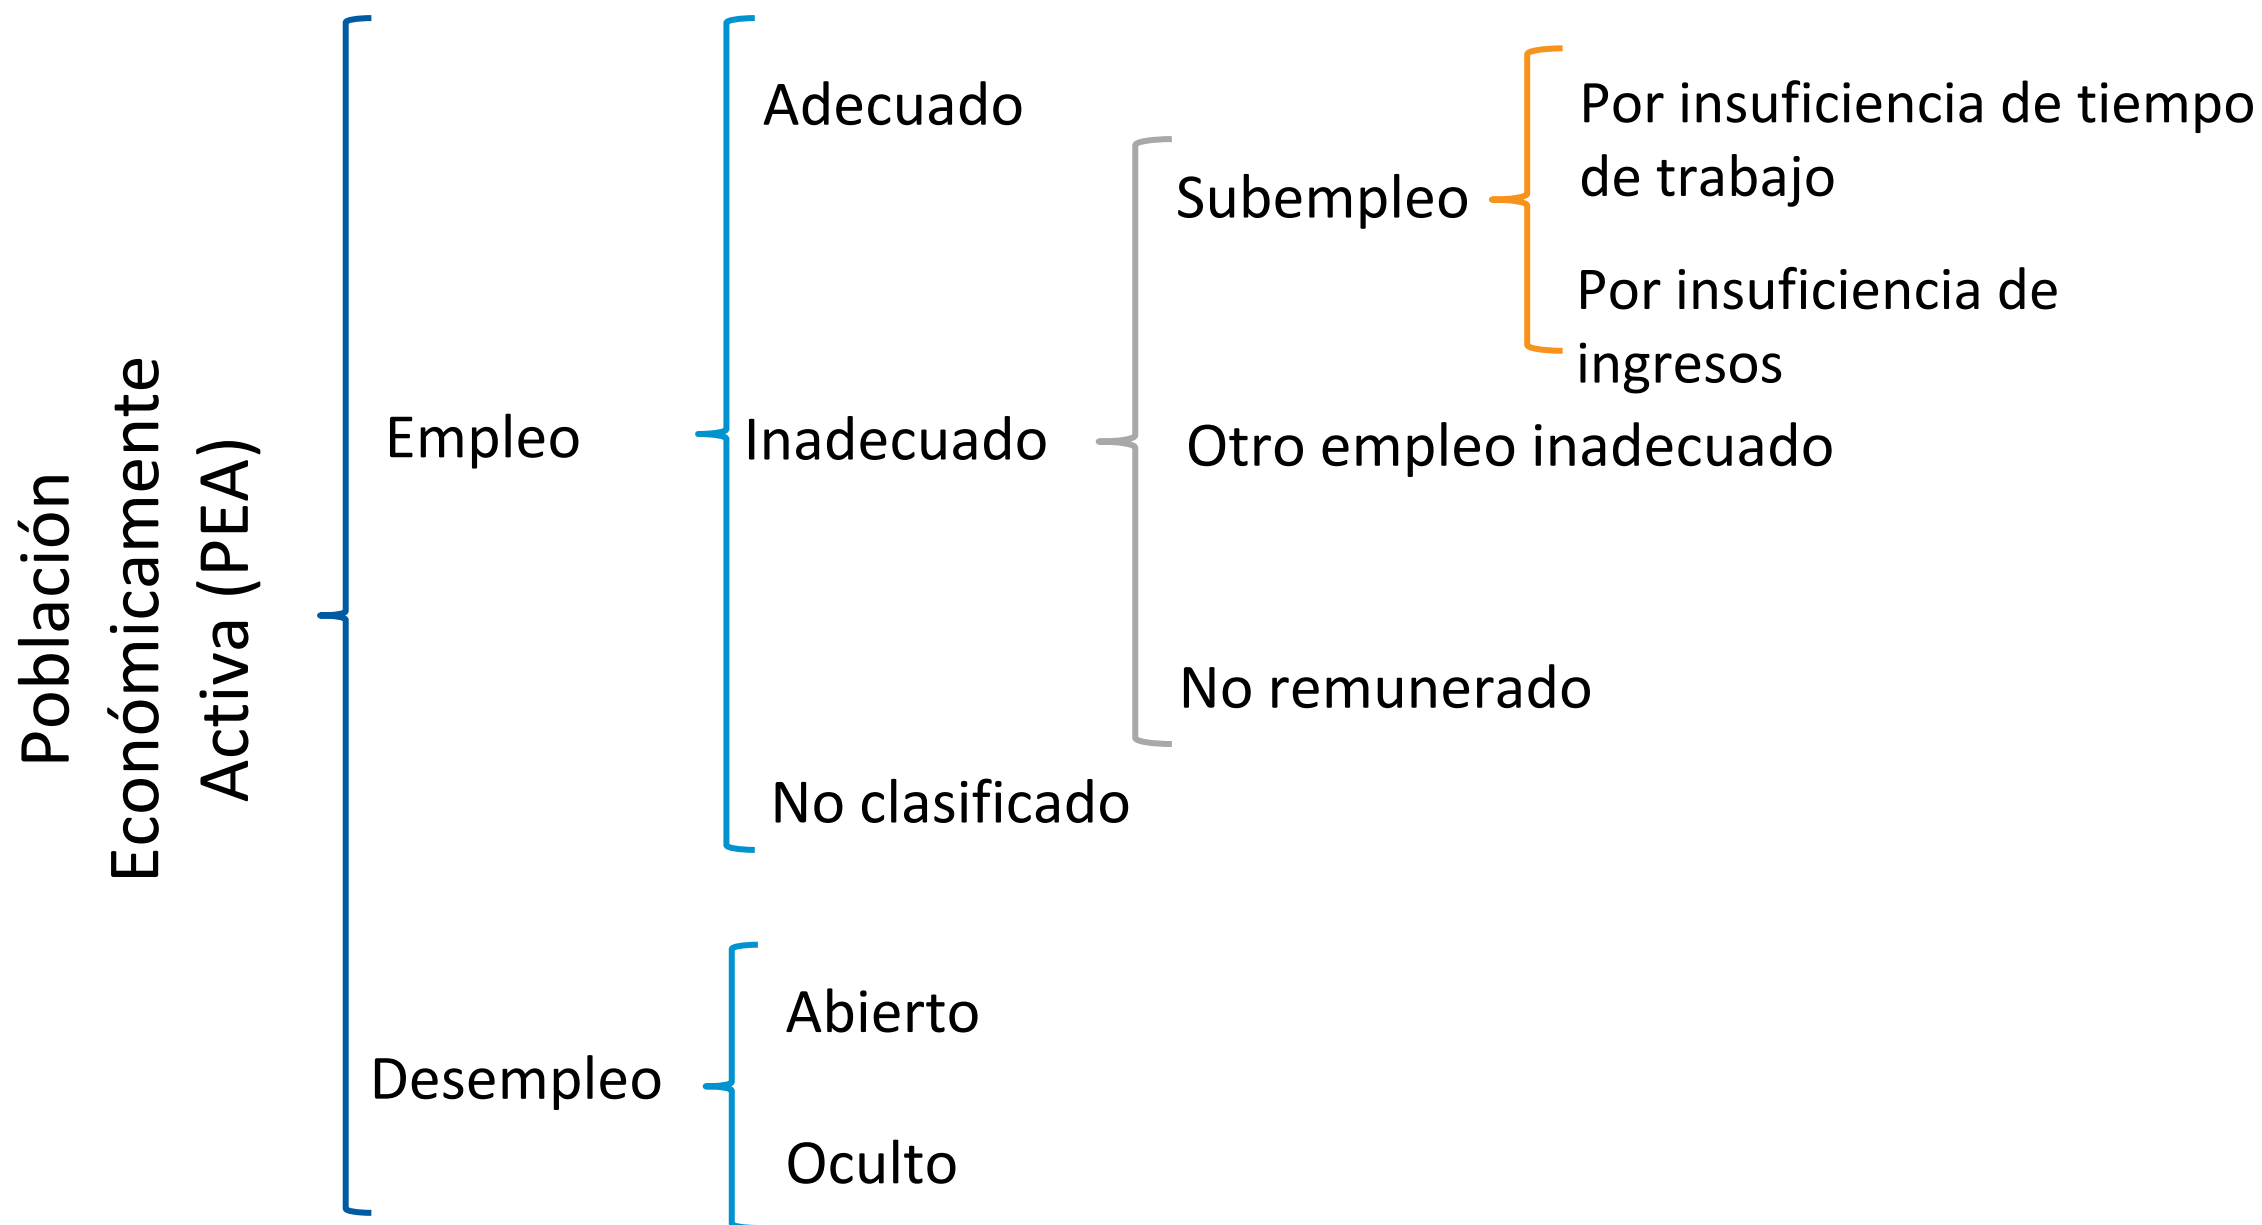 Población
Económicamente
Activa (PEA)
Empleo
Adecuado
Inadecuado
Subempleo
Por insuficiencia de tiempo
de trabajo
Por insuficiencia de
ingresos
Otro empleo inadecuado
No remunerado
No clasificado
Desempleo
Abierto
Oculto